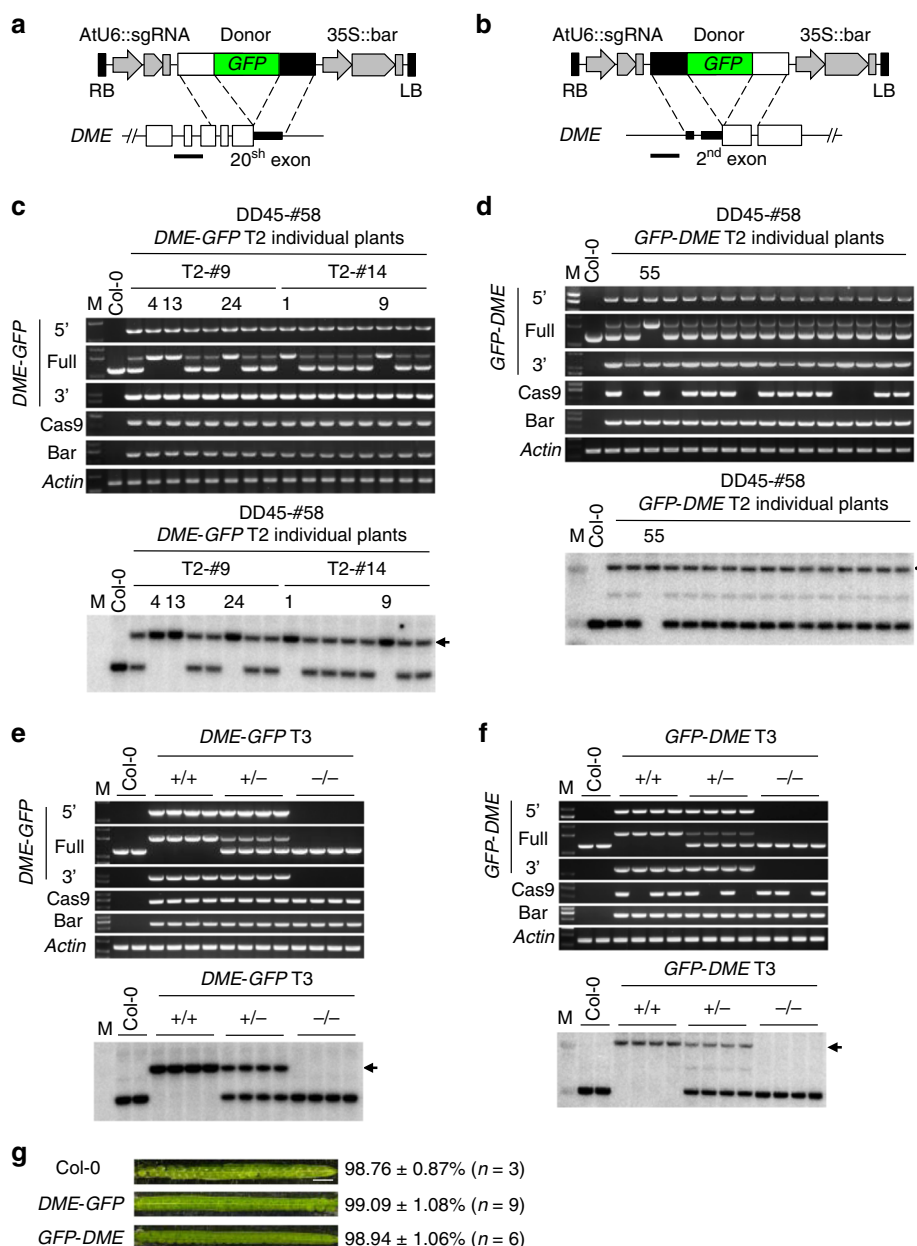 a
AtU6::sgRNA Donor 35S::bar
GFP
RB LB
DME
20sh exon
b
AtU6::sgRNA Donor 35S::bar
GFP
RB LB
DME
2nd exon
c
DD45-#58
DME-GFP T2 individual plants
T2-#9 T2-#14
M Col-0 4 13 24 1 9
DME-GFP
5’
Full
3’
Cas9
Bar
Actin
DD45-#58
DME-GFP T2 individual plants
T2-#9 T2-#14
M Col-0 4 13 24 1 9
d
DD45-#58
GFP-DME T2 individual plants
M Col-0 55
GFP-DME
5’
Full
3’
Cas9
Bar
Actin
DD45-#58
GFP-DME T2 individual plants
M Col-0 55
e
DME-GFP T3
M Col-0 +/+ +/– –/–
DME-GFP
5’
Full
3’
Cas9
Bar
Actin
DME-GFP T3
M Col-0 +/+ +/– –/–
f
GFP-DME T3
M Col-0 +/+ +/– –/–
GFP-DME
5’
Full
3’
Cas9
Bar
Actin
GFP-DME T3
M Col-0 +/+ +/– –/–
g
Col-0 98.76 ± 0.87% (n = 3)
DME-GFP 99.09 ± 1.08% (n = 9)
GFP-DME 98.94 ± 1.06% (n = 6)